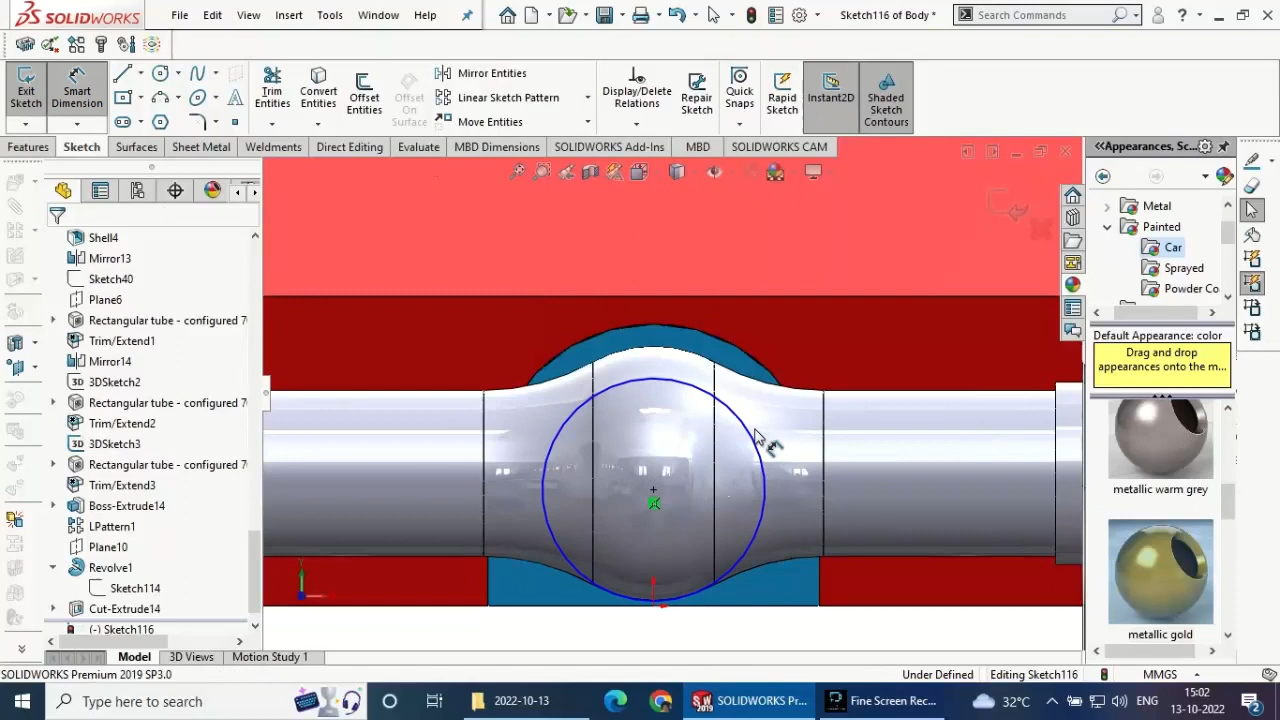 SOLIDWORKS
File Edit View Insert Tools Window Help
Sketch116 of Body *
Search Commands
Exit Sketch
Smart Dimension
Trim Entities
Convert Entities
Offset Entities
Offset On Surface
Mirror Entities
Linear Sketch Pattern
Move Entities
Display/Delete Relations
Repair Sketch
Quick Snaps
Rapid Sketch
Instant2D
Shaded Sketch Contours
Features Sketch Surfaces Sheet Metal Weldments Direct Editing Evaluate MBD Dimensions SOLIDWORKS Add-Ins MBD SOLIDWORKS CAM
Shell4
Mirror13
Sketch40
Plane6
Rectangular tube - configured 7
Trim/Extend1
Mirror14
3DSketch2
Rectangular tube - configured 7
Trim/Extend2
3DSketch3
Rectangular tube - configured 7
Trim/Extend3
Boss-Extrude14
LPattern1
Plane10
Revolve1
Sketch114
Cut-Extrude14
(-) Sketch116
Appearances, Sc...
Metal
Painted
Car
Sprayed
Powder Co
Default Appearance: color
Drag and drop
appearances onto the m...
metallic warm grey
metallic gold
Model 3D Views Motion Study 1
SOLIDWORKS Premium 2019 SP3.0
Under Defined Editing Sketch116 MMGS
Type here to search
2022-10-13
SOLIDWORKS Pr...
Fine Screen Rec...
32°C
ENG
15:02
13-10-2022
2